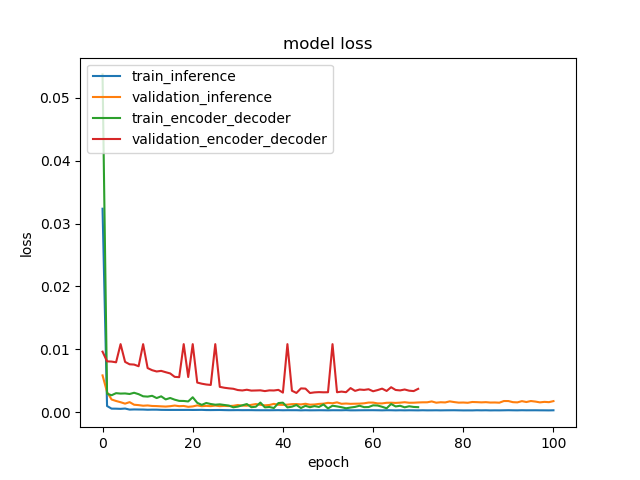 model loss
train_inference
validation_inference
train_encoder_decoder
validation_encoder_decoder
0.05
0.04
0.03
0.02
0.01
0.00
loss
0
20
40
60
80
100
epoch